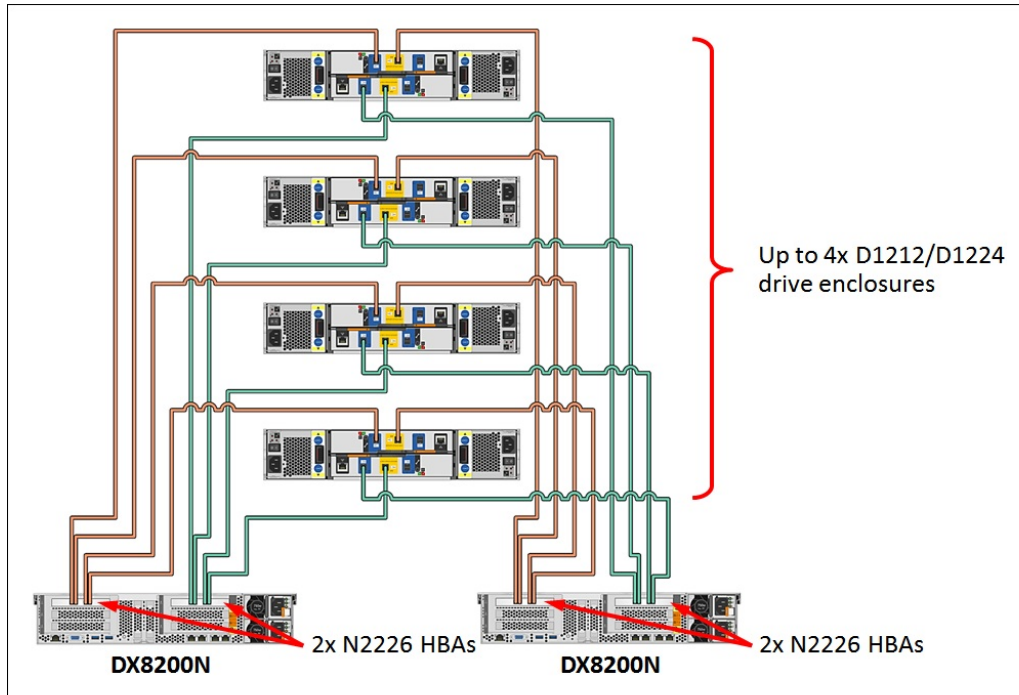 Up to 4x D1212/D1224
drive enclosures
2x N2226 HBAs
2x N2226 HBAs
DX8200N
DX8200N